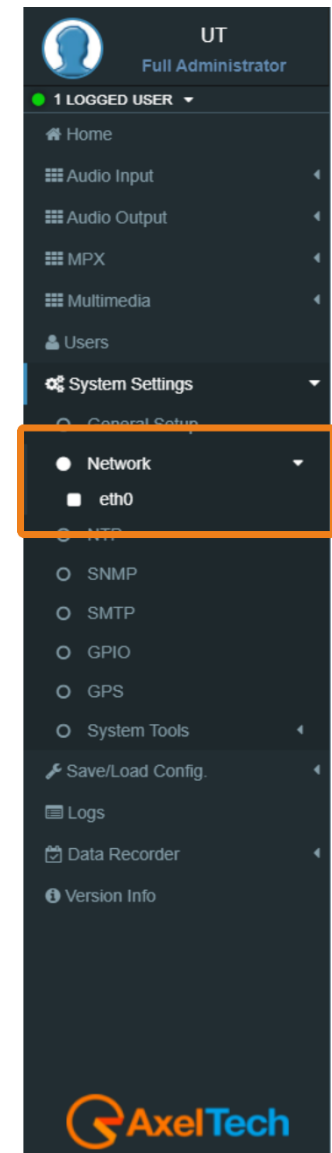 UT
Full Administrator
1 LOGGED USER
Home
Audio Input
Audio Output
MPX
Multimedia
Users
System Settings
General Setup
Network
eth0
NTP
SNMP
SMTP
GPIO
GPS
System Tools
Save/Load Config.
Logs
Data Recorder
Version Info
AxelTech